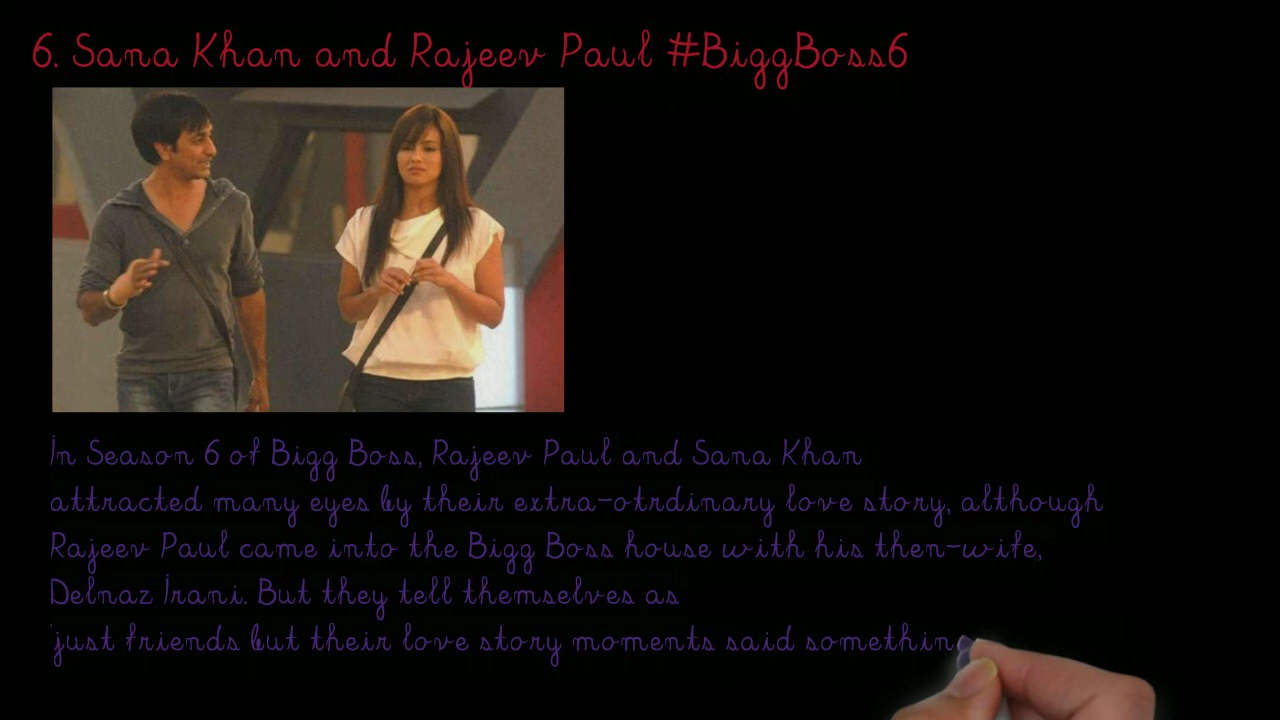 6. Sana Khan and Rajeev Paul #BiggBoss6
In Season 6 of Bigg Boss, Rajeev Paul and Sana Khan
attracted many eyes by their extra-otrdinary love story, although
Rajeev Paul came into the Bigg Boss house with his then-wife,
Delnaz Irani. But they tell themselves as
'just friends but their love story moments said something